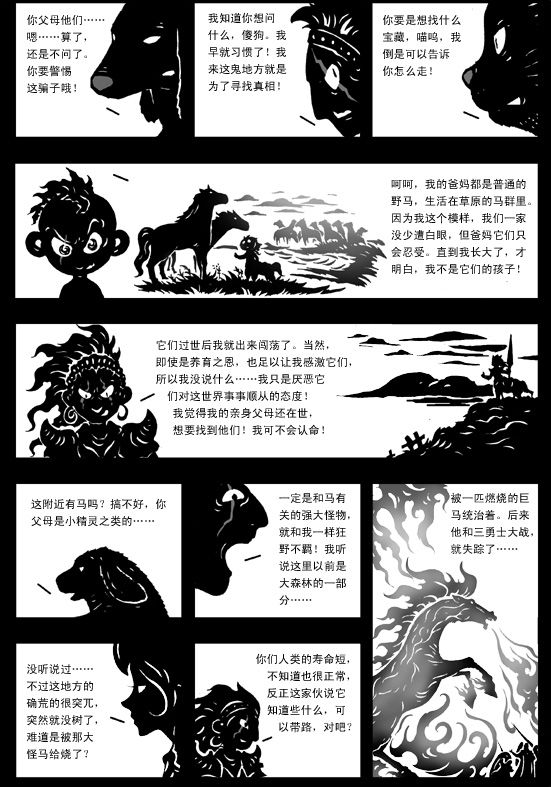 你父母他们……
嗯……算了，
还是不问了。
你要警惕
这骗子哦！
我知道你想问
什么，傻狗。我
早就习惯了！我
来这鬼地方就是
为了寻找真相！
你要是想找什么
宝藏，喵呜，我
倒是可以告诉
你怎么走！
呵呵，我的爸妈都是普通的
野马，生活在草原的马群里。
因为我这个模样，我们一家
没少遭白眼，但爸妈它们只
会忍受。直到我长大了，才
明白，我不是它们的孩子！
它们过世后我就出来闯荡了。当然，
即使是养育之恩，也足以让我感激它们，
所以我没说什么……我只是厌恶它
们对这世界事事顺从的态度！
我觉得我的亲身父母还在世，
想要找到他们！我可不会认命！
这附近有马吗？搞不好，你
父母是小精灵之类的……
一定是和马有
关的强大怪物，
就和我一样狂
野不羁！我听
说这里以前是
大森林的一部
分……
被一匹燃烧的巨
马统治着。后来
他和三勇士大战，
就失踪了……
没听说过……
不过这地方的
确荒的很突兀，
突然就没树了，
难道是被那大
怪马给烧了？
你们人类的寿命短，
不知道也很正常，
反正这家伙说它
知道些什么，可
以带路，对吧？